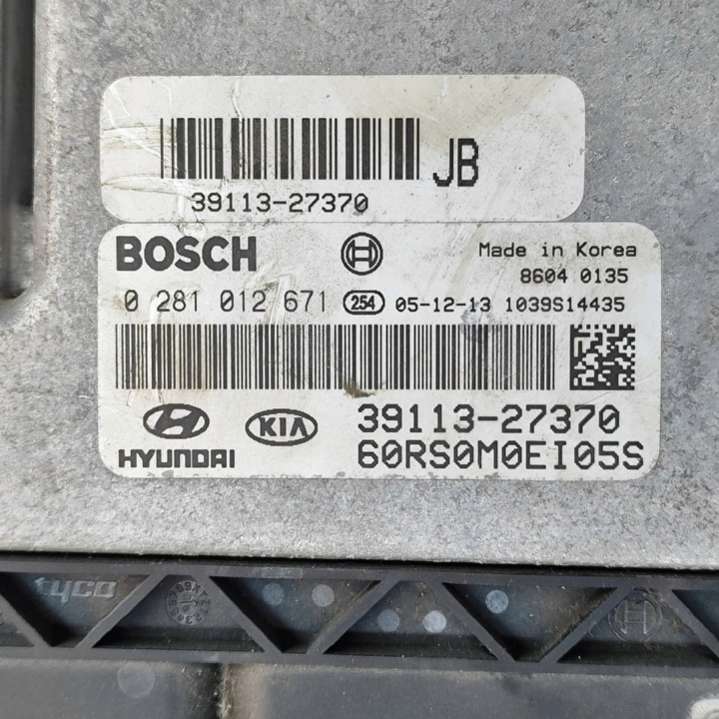 JB
39113-27370
BOSCH Made in Korea
8604 0135
0 281 012 671 254 05-12-13 1039S14435
HYUNDAI KIA 39113-27370
60RS0M0EI05S
tyco